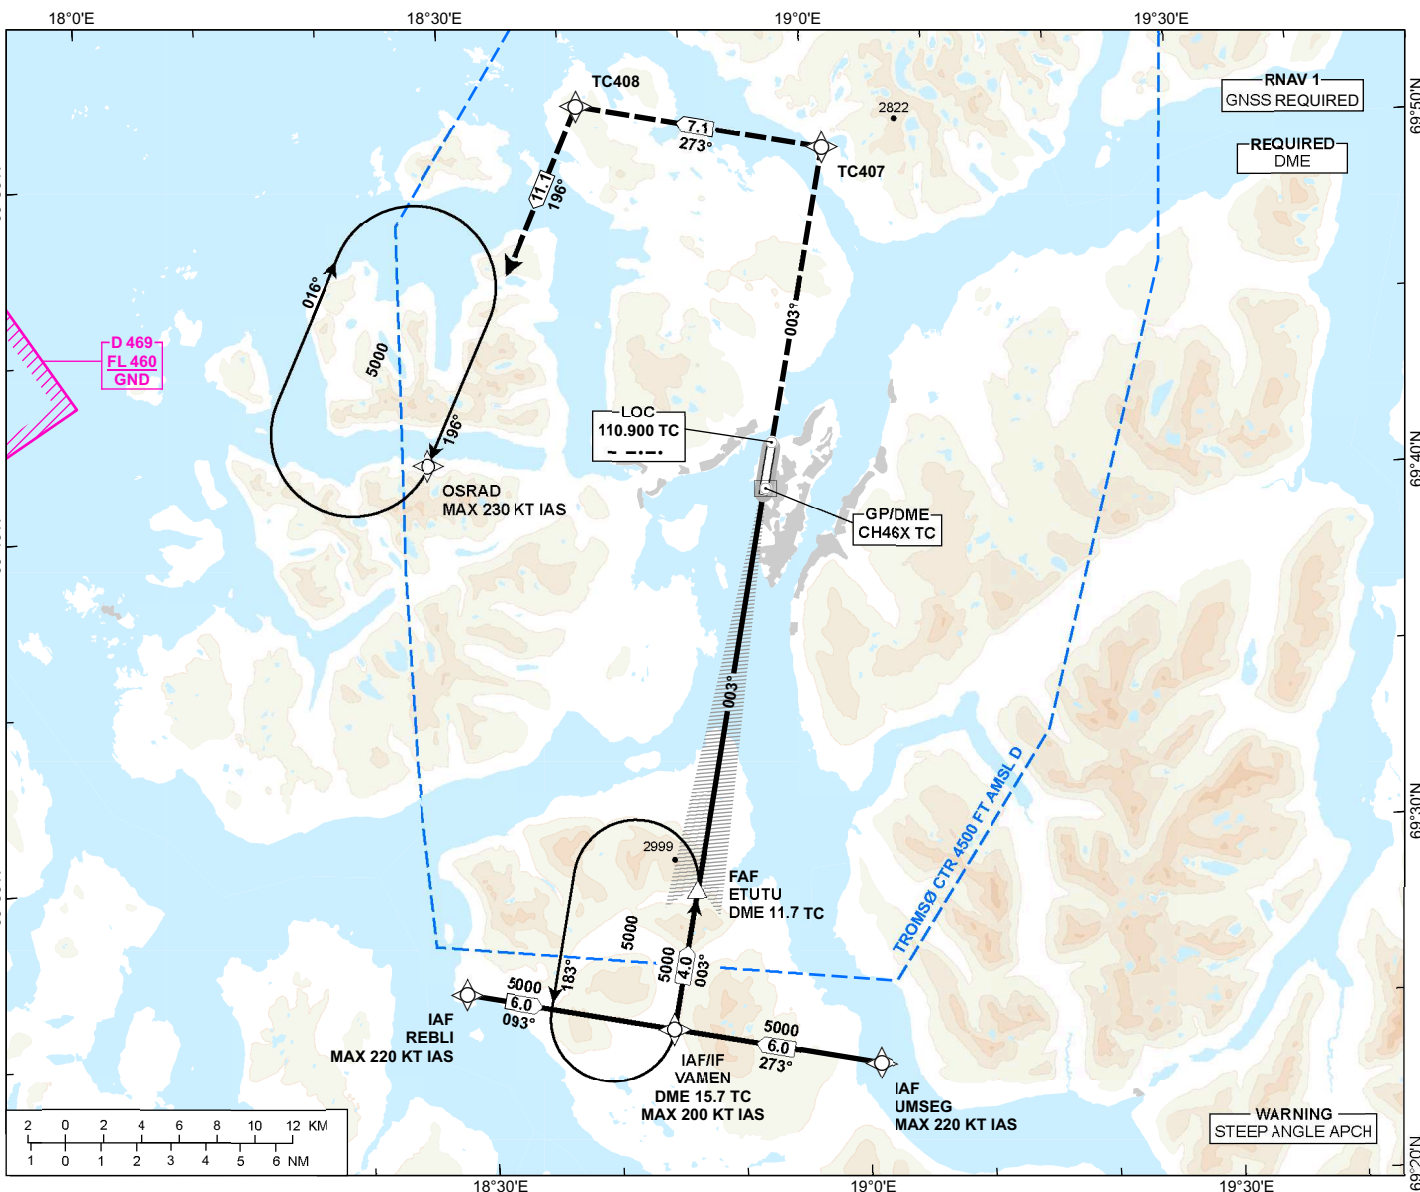 18°0'E
18°30'E
19°0'E
19°30'E
TC408
RNAV 1
GNSS REQUIRED
69°50'N
2822
7.1
273°
REQUIRED
DME
TC407
11.1
196°
016°
003°
D 469
FL 460
GND
5000
LOC
110.900 TC
196°
69°40'N
OSRAD
MAX 230 KT IAS
GP/DME
CH46X TC
003°
TROMSØ CTR 4500 FT AMSL D
69°30'N
2999
FAF
ETUTU
DME 11.7 TC
5000
5000
4.0
003°
183°
5000
6.0
093°
IAF
REBLI
MAX 220 KT IAS
5000
6.0
273°
IAF/IF
VAMEN
DME 15.7 TC
MAX 200 KT IAS
IAF
UMSEG
MAX 220 KT IAS
WARNING
STEEP ANGLE APCH
2 0 2 4 6 8 10 12 KM
1 0 1 2 3 4 5 6 NM
69°20'N
18°30'E
19°0'E
19°30'E